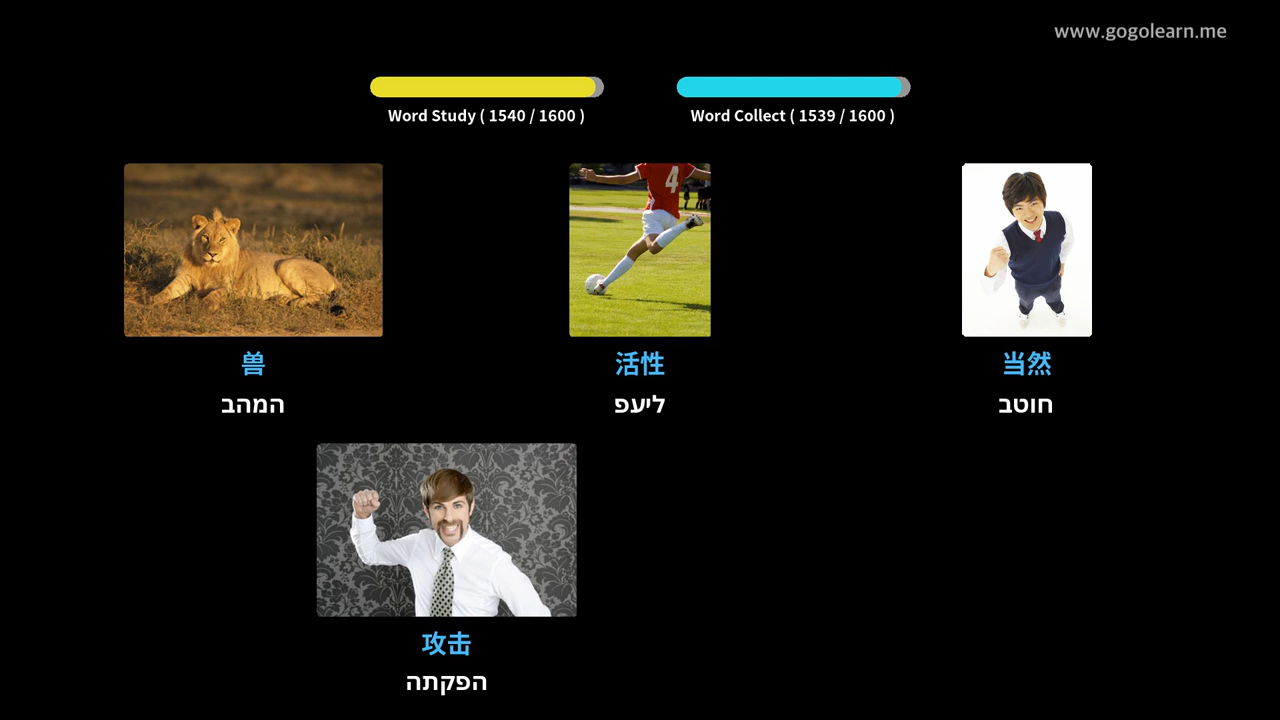 www.gogolearn.me
Word Study ( 1540 / 1600 )
Word Collect ( 1539 / 1600 )
兽
המהב
活性
ליעפ
当然
חוטב
攻击
הפקתה